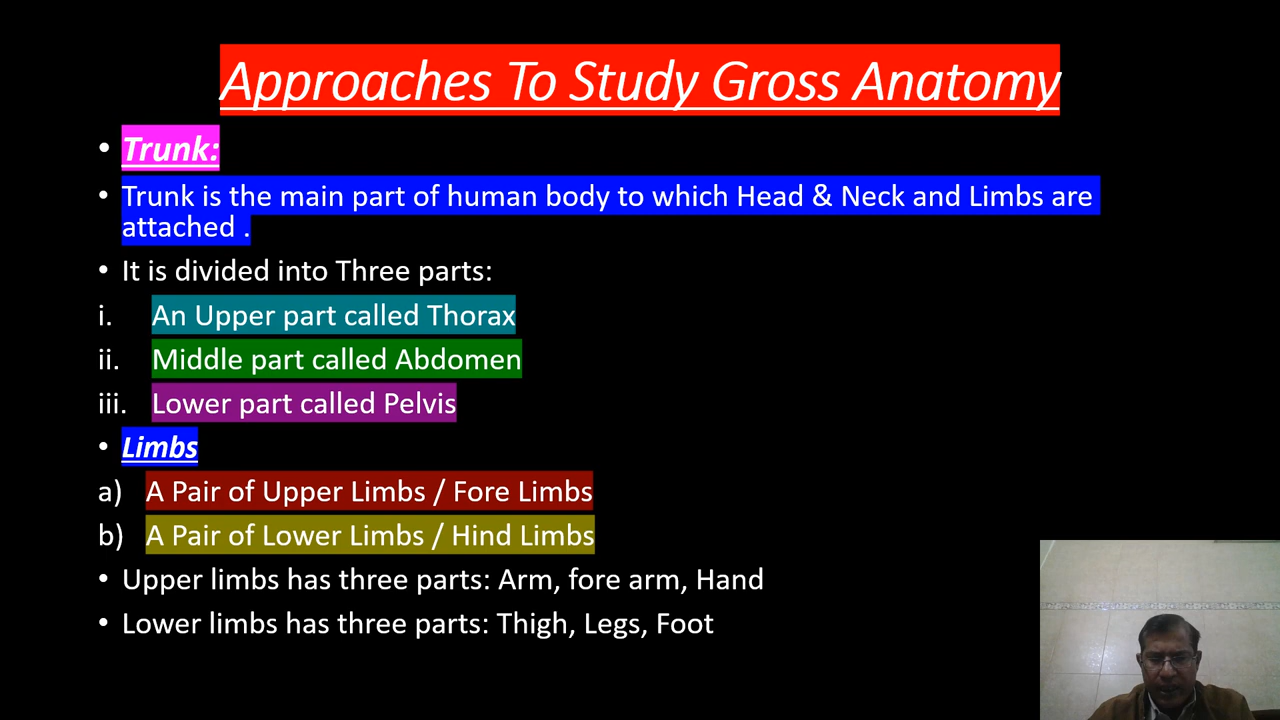 Approaches To Study Gross Anatomy
• Trunk:
• Trunk is the main part of human body to which Head & Neck and Limbs are
attached .
• It is divided into Three parts:
i. An Upper part called Thorax
ii. Middle part called Abdomen
iii. Lower part called Pelvis
• Limbs
a) A Pair of Upper Limbs / Fore Limbs
b) A Pair of Lower Limbs / Hind Limbs
• Upper limbs has three parts: Arm, fore arm, Hand
• Lower limbs has three parts: Thigh, Legs, Foot